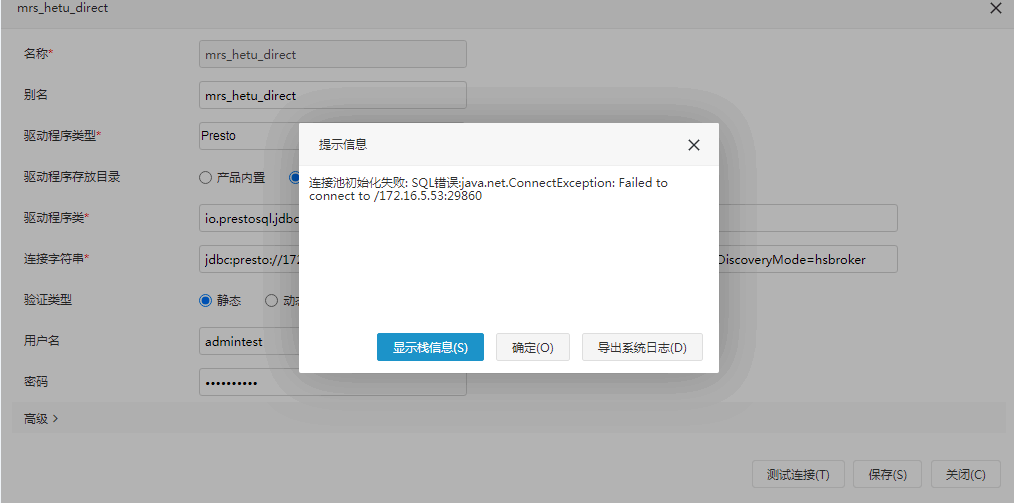 mrs_hetu_direct
名称* mrs_hetu_direct
别名 mrs_hetu_direct
驱动程序类型* Presto
驱动程序存放目录 产品内置
驱动程序类* io.prestosql.jdbc
连接字符串* jdbc:presto://172 DiscoveryMode=hsbroker
验证类型 静态 动
用户名 admintest
密码 ••••••••••
高级
测试连接(T) 保存(S) 关闭(C)
提示信息
连接池初始化失败: SQL错误:java.net.ConnectException: Failed to
connect to /172.16.5.53:29860
显示栈信息(S) 确定(O) 导出系统日志(D)